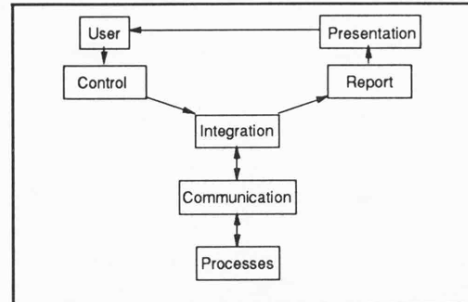 User
Presentation
Control
Report
Integration
Communication
Processes